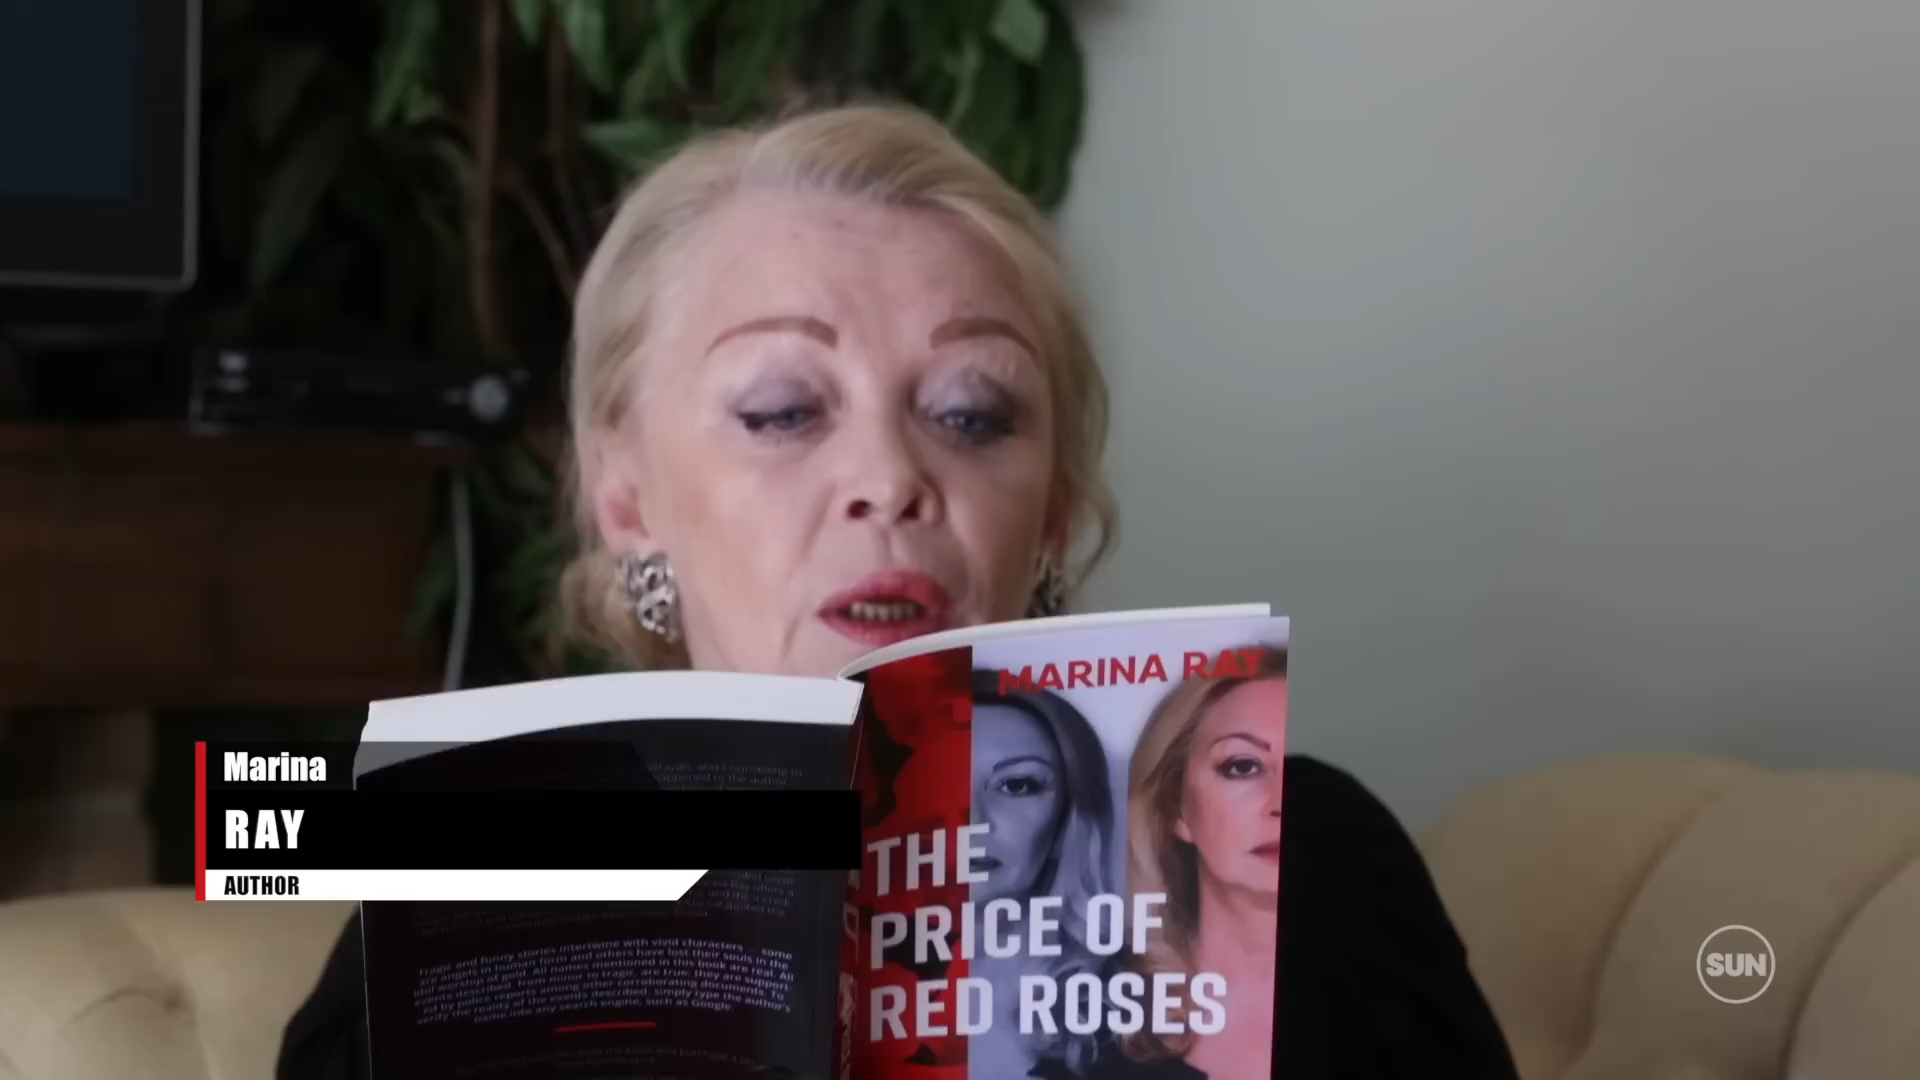 Marina
RAY
AUTHOR
MARINA RAY
THE
PRICE OF
RED ROSES
tragic and funny stories intertwine with vivid characters some
are angels in human form and others have lost their souls in the
worship of gold. All names mentioned in this book are real. All
events described, from humor to tragic, are true; they are support
ed by police reports among other corroborating documents. To
verify the reality of the events described, simply type the author's
name into any search engine, such as Google.
SUN